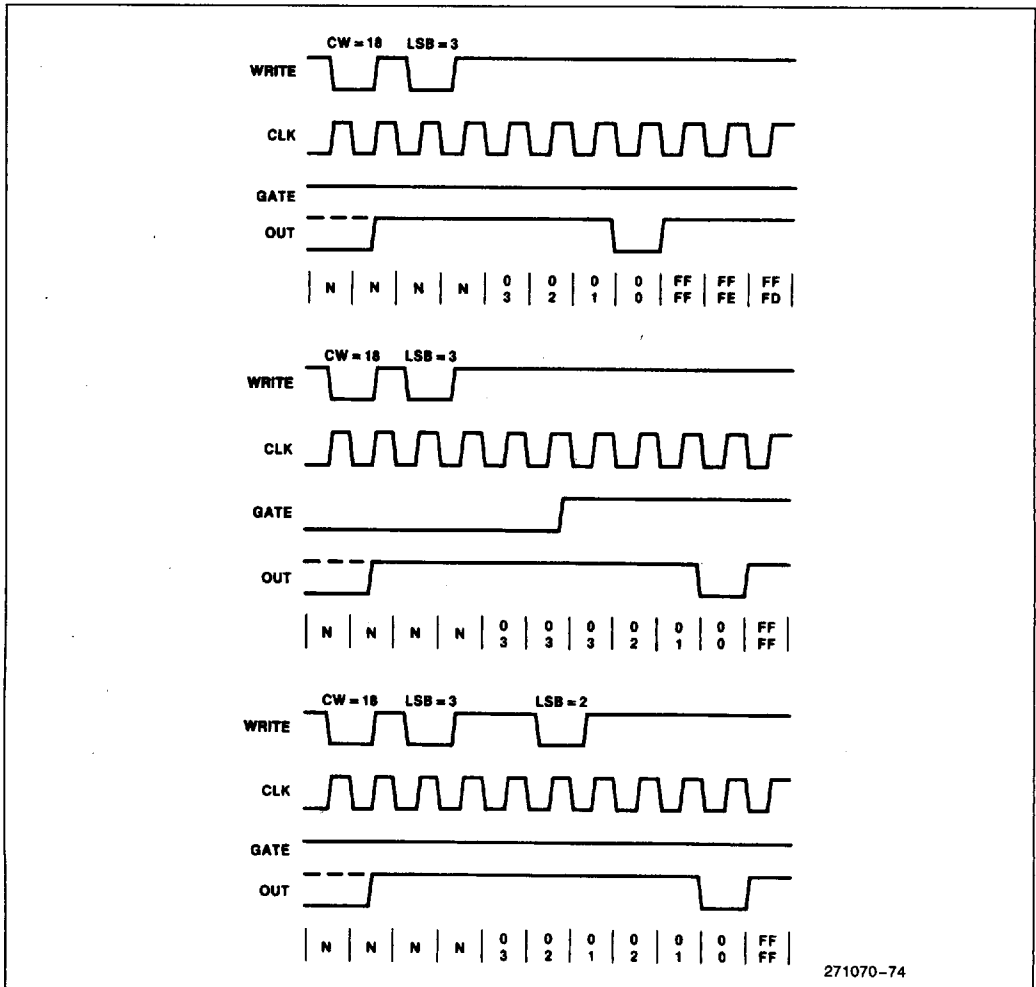 CW = 18 LSB = 3
WRITE
CLK
GATE
OUT
N N N N 0 0 0 0 FF FF FF
3 2 1 0 FF FE FD
CW = 18 LSB = 3
WRITE
CLK
GATE
OUT
N N N N 0 0 0 0 0 0 FF
3 3 3 2 1 0 FF
CW = 18 LSB = 3 LSB = 2
WRITE
CLK
GATE
OUT
N N N N 0 0 0 0 0 0 FF
3 2 1 2 1 0 FF
271070-74